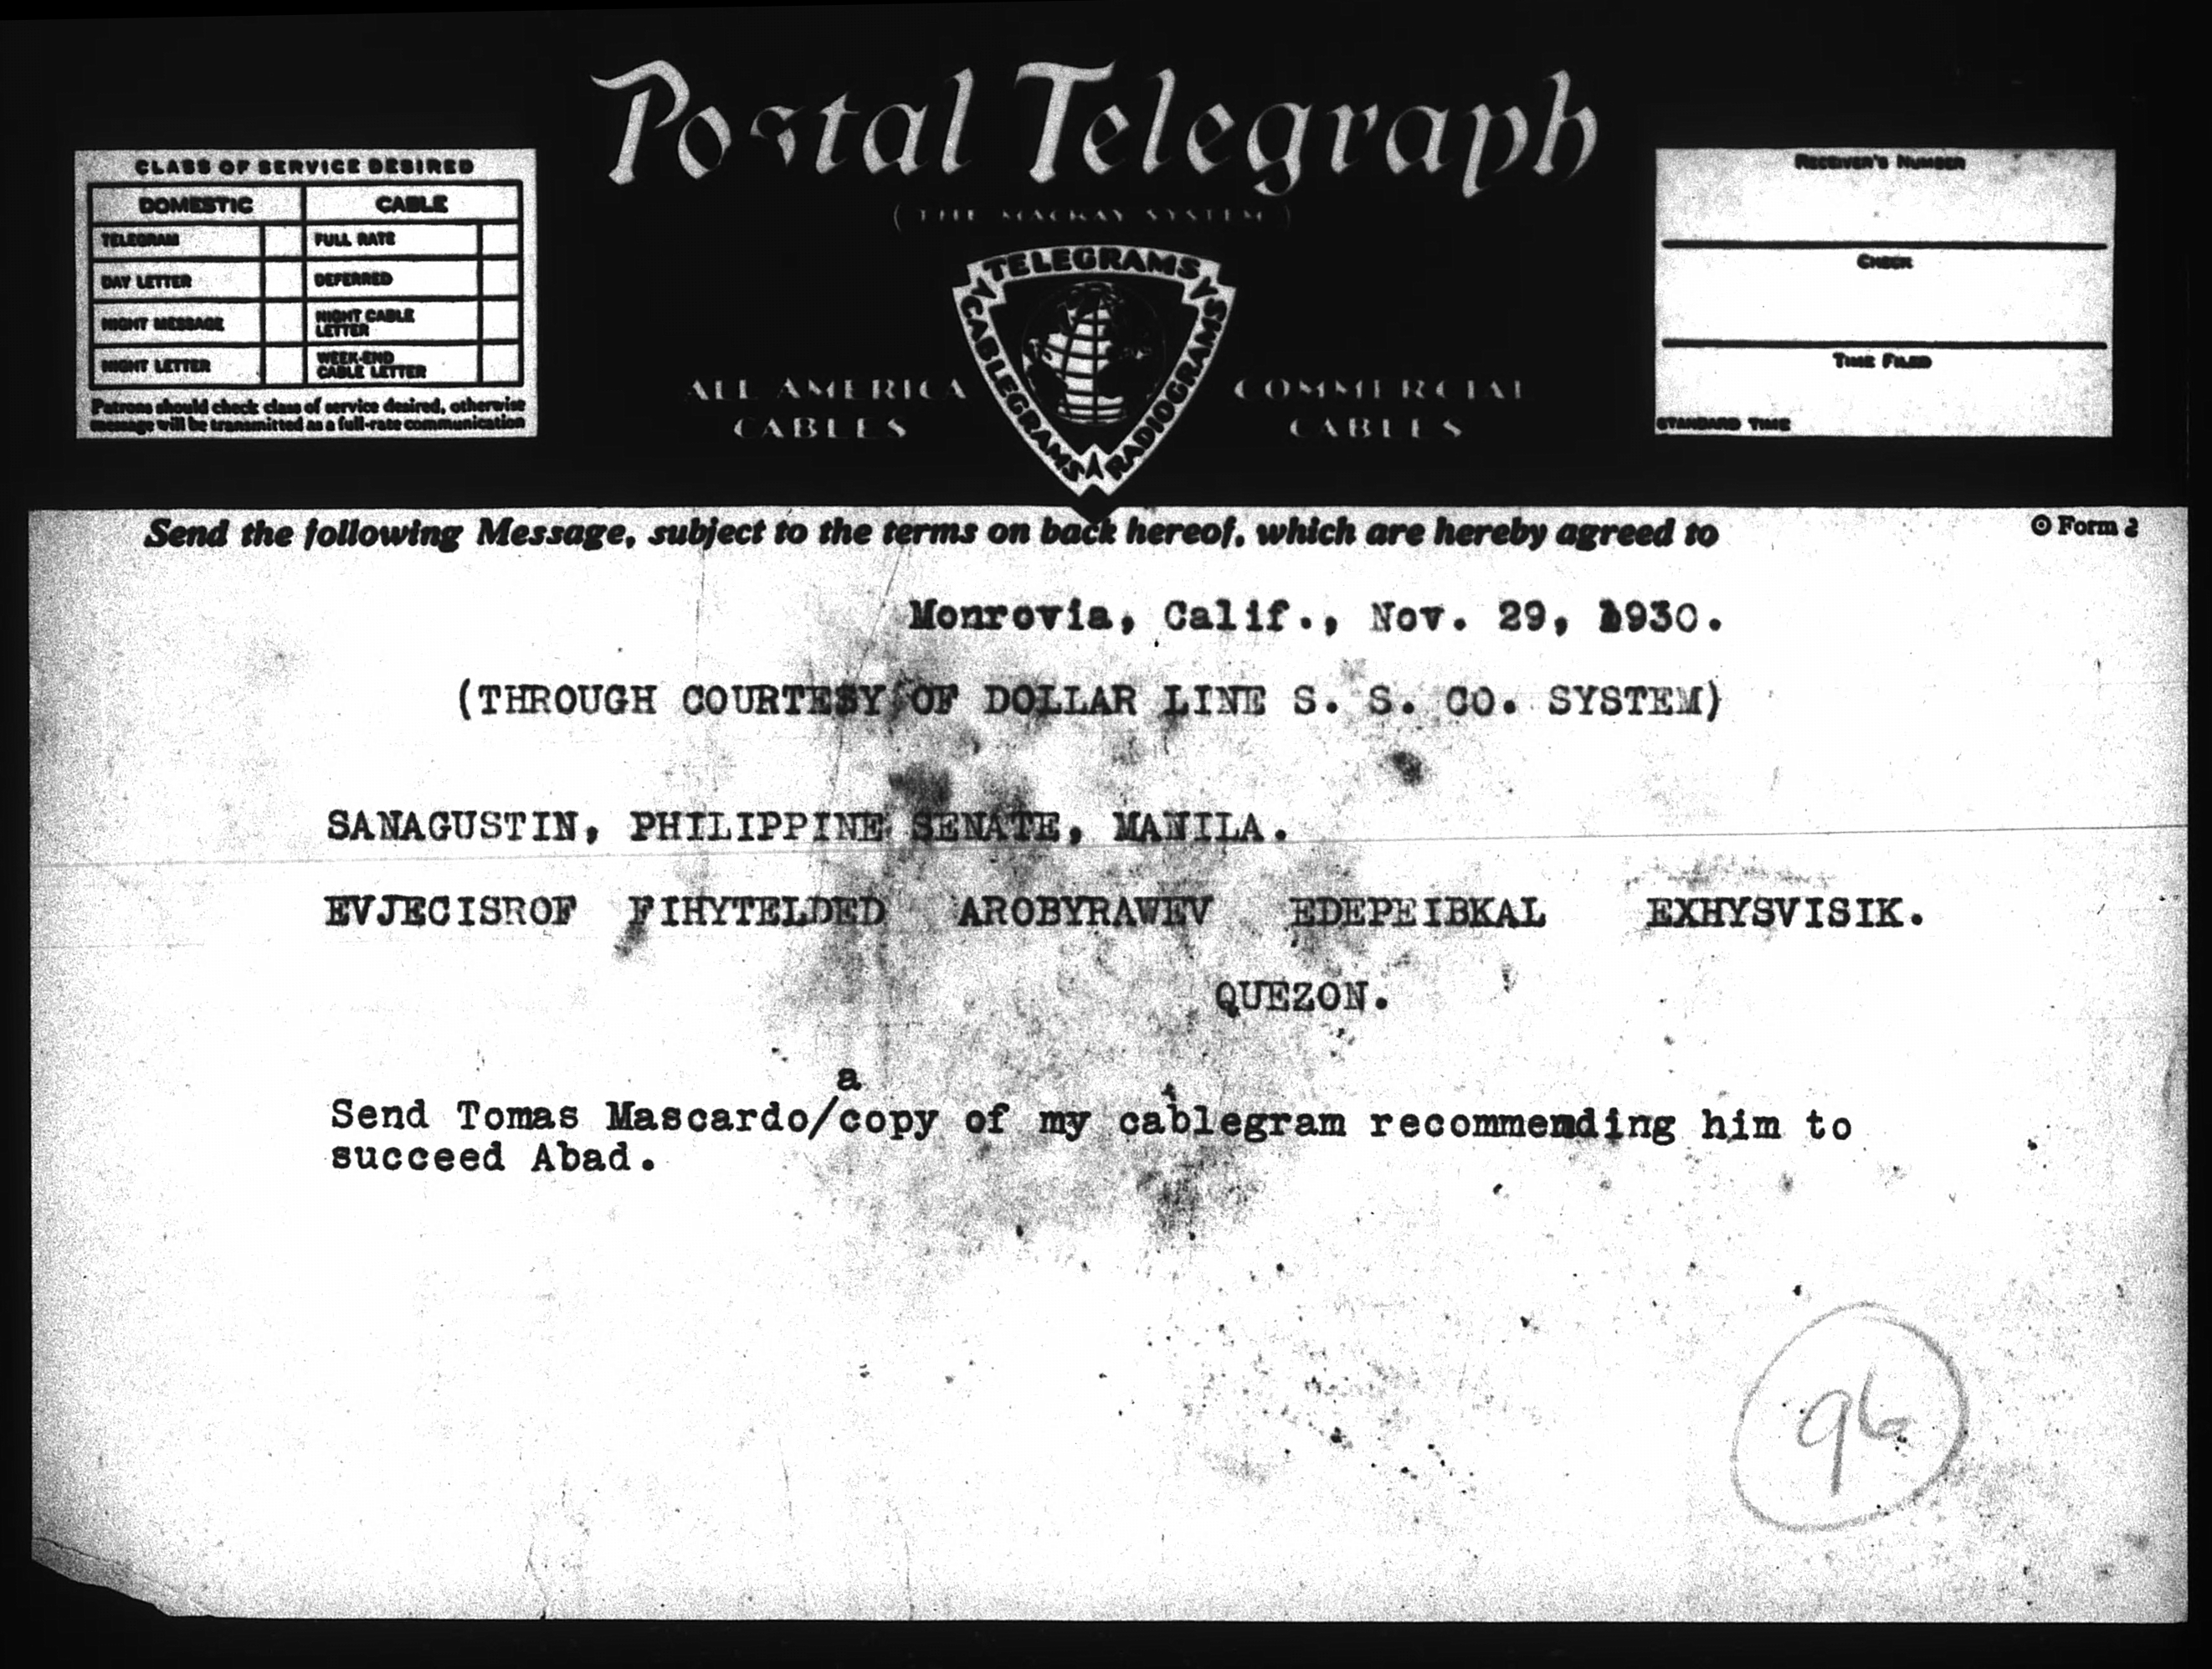 Postal Telegraph
(THE MACKAY SYSTEM)
CLASS OF SERVICE DESIRED
DOMESTIC CABLE
TELEGRAM FULL RATE
DAY LETTER DEFERRED
NIGHT MESSAGE NIGHT CABLE LETTER
NIGHT LETTER WEEK-END CABLE LETTER
Patrons should check class of service desired, otherwise
message will be transmitted as a full-rate communication
TELEGRAMS
CABLEGRAMS
RADIOGRAMS
ALL AMERICA
CABLES
COMMERCIAL
CABLES
RECEIVER'S NUMBER
CHECK
TIME FILED
STANDARD TIME
Send the following Message, subject to the terms on back hereof, which are hereby agreed to
Form 2
Monrovia, Calif., Nov. 29, 1930.
(THROUGH COURTESY OF DOLLAR LINE S. S. CO. SYSTEM)
SANAGUSTIN, PHILIPPINE SENATE, MANILA.
EVJECISROF FIHYTELDED AROBYRAWEV EDEPEIBKAL EXHYSVISIK.
QUEZON.
a
Send Tomas Mascardo/copy of my cablegram recommending him to
succeed Abad.
96